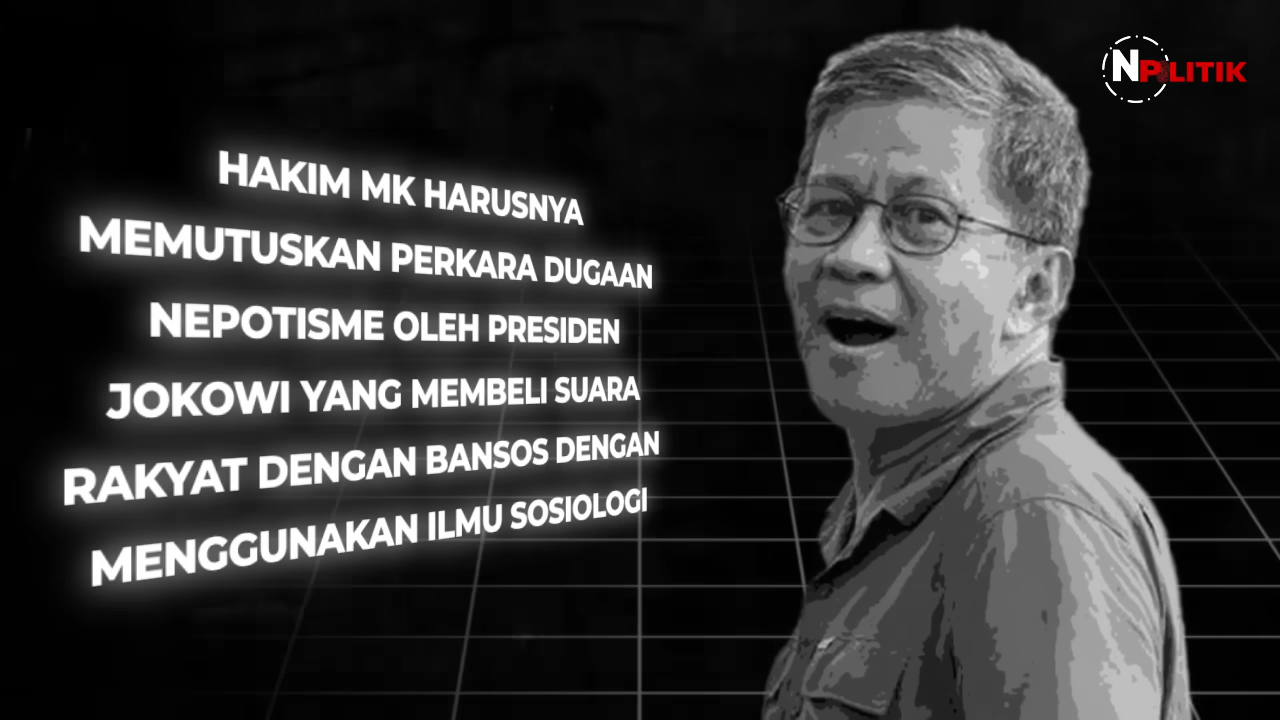 NPOLITIK
HAKIM MK HARUSNYA
MEMUTUSKAN PERKARA DUGAAN
NEPOTISME OLEH PRESIDEN
JOKOWI YANG MEMBELI SUARA
RAKYAT DENGAN BANSOS DENGAN
MENGGUNAKAN ILMU SOSIOLOGI